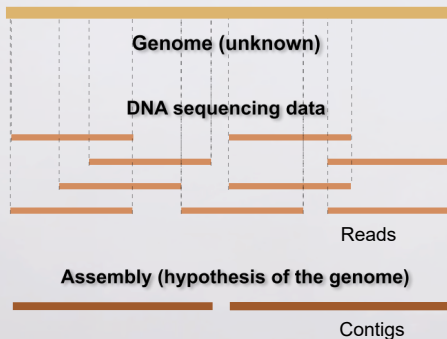 Genome (unknown)
DNA sequencing data
Reads
Assembly (hypothesis of the genome)
Contigs